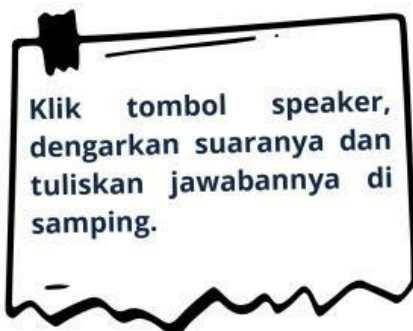 Klik tombol speaker,
dengarkan suaranya dan
tuliskan jawabannya di
samping.